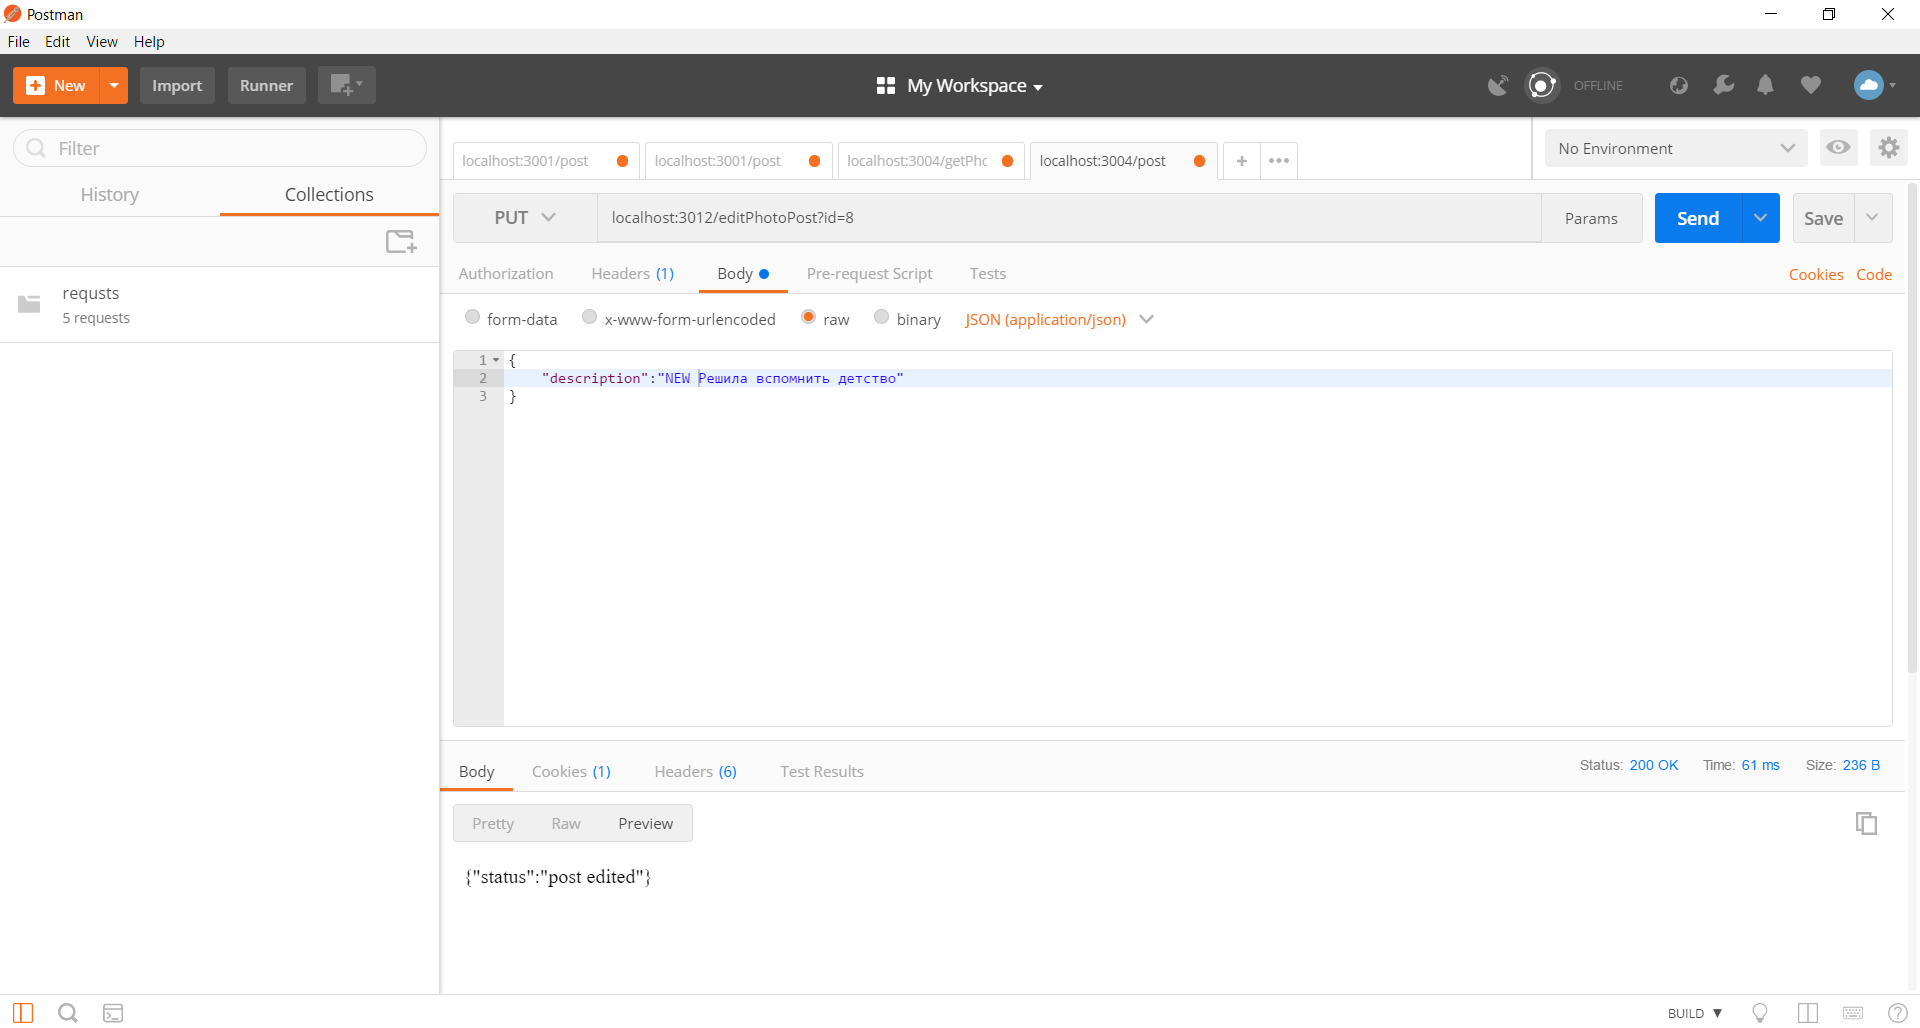 Postman
File Edit View Help
New Import Runner My Workspace OFFLINE
Filter
History Collections
requsts
5 requests
localhost:3001/post localhost:3001/post localhost:3004/getPhc localhost:3004/post + •••
No Environment
PUT localhost:3012/editPhotoPost?id=8 Params Send Save
Authorization Headers (1) Body Pre-request Script Tests Cookies Code
form-data x-www-form-urlencoded raw binary JSON (application/json)
1 {
2 "description":"NEW Решила вспомнить детство"
3 }
Body Cookies (1) Headers (6) Test Results Status: 200 OK Time: 61 ms Size: 236 B
Pretty Raw Preview
{"status":"post edited"}
BUILD ▼